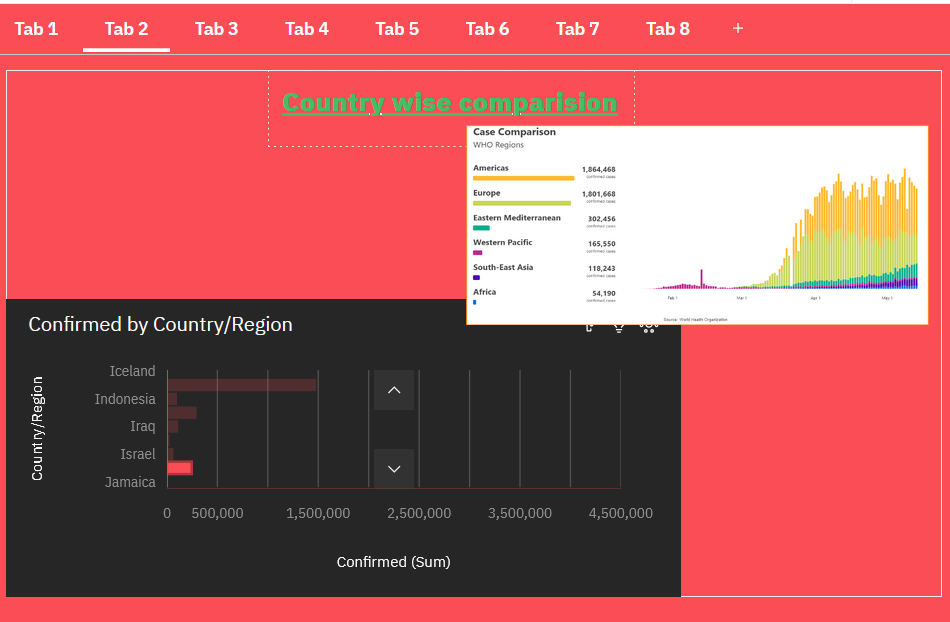 Tab 1 Tab 2 Tab 3 Tab 4 Tab 5 Tab 6 Tab 7 Tab 8 +
Country wise comparision
Case Comparison
WHO Regions
Americas 1,864,468
confirmed cases
Europe 1,801,668
confirmed cases
Eastern Mediterranean 302,456
confirmed cases
Western Pacific 165,550
confirmed cases
South-East Asia 118,243
confirmed cases
Africa 54,190
confirmed cases
Feb 1 Mar 1 Apr 1 May 1
Source: World Health Organization
Confirmed by Country/Region
Country/Region
Iceland
Indonesia
Iraq
Israel
Jamaica
0 500,000 1,500,000 2,500,000 3,500,000 4,500,000
Confirmed (Sum)